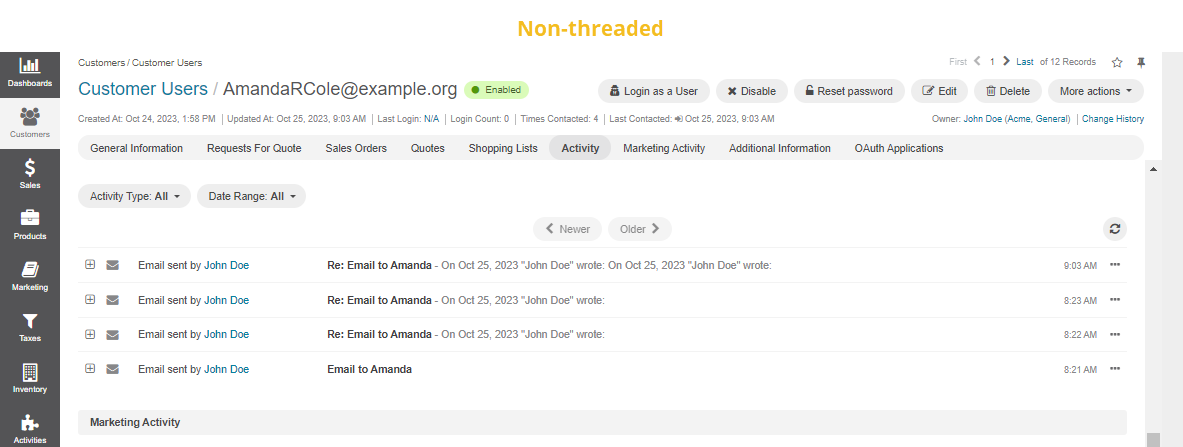 Non-threaded
Dashboards
Customers
Sales
Products
Marketing
Taxes
Inventory
Activities
Customers / Customer Users
First 1 Last of 12 Records
Customer Users / AmandaRCole@example.org Enabled
Login as a User Disable Reset password Edit Delete More actions
Created At: Oct 24, 2023, 1:58 PM | Updated At: Oct 25, 2023, 9:03 AM | Last Login: N/A | Login Count: 0 | Times Contacted: 4 | Last Contacted: Oct 25, 2023, 9:03 AM
Owner: John Doe (Acme, General) | Change History
General Information Requests For Quote Sales Orders Quotes Shopping Lists Activity Marketing Activity Additional Information OAuth Applications
Activity Type: All Date Range: All
Newer Older
Email sent by John Doe Re: Email to Amanda - On Oct 25, 2023 "John Doe" wrote: On Oct 25, 2023 "John Doe" wrote: 9:03 AM
Email sent by John Doe Re: Email to Amanda - On Oct 25, 2023 "John Doe" wrote: 8:23 AM
Email sent by John Doe Re: Email to Amanda - On Oct 25, 2023 "John Doe" wrote: 8:22 AM
Email sent by John Doe Email to Amanda 8:21 AM
Marketing Activity